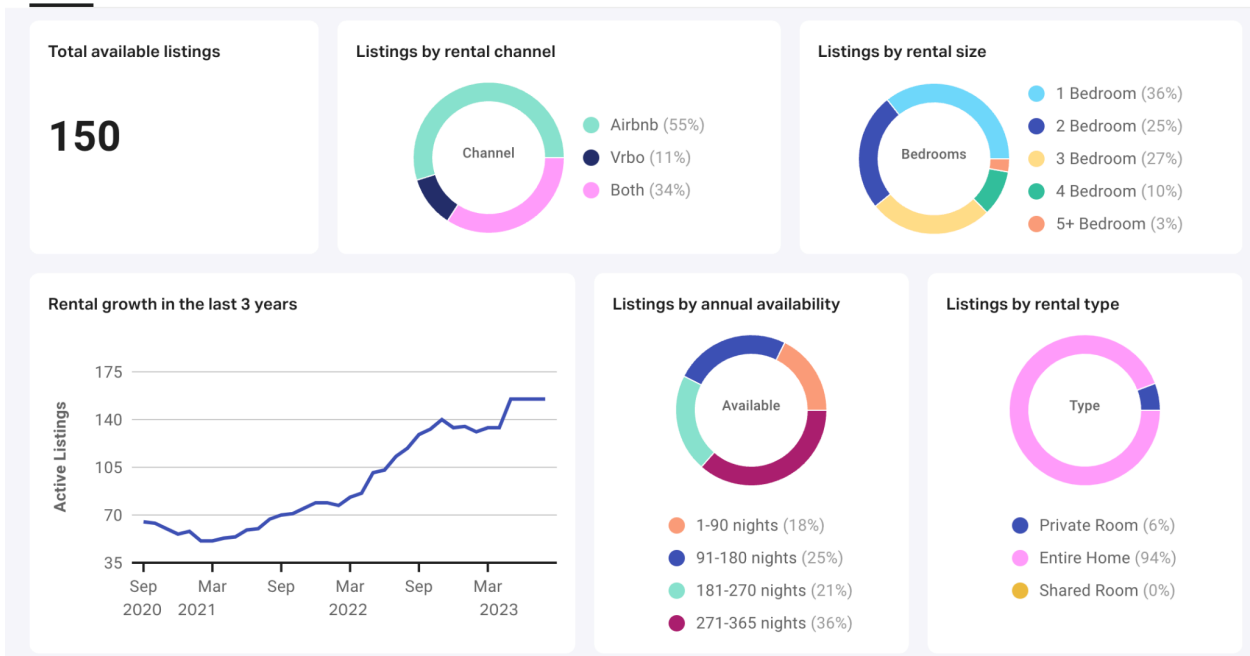 Total available listings
150
Listings by rental channel
Channel
Airbnb (55%)
Vrbo (11%)
Both (34%)
Listings by rental size
Bedrooms
1 Bedroom (36%)
2 Bedroom (25%)
3 Bedroom (27%)
4 Bedroom (10%)
5+ Bedroom (3%)
Rental growth in the last 3 years
Active Listings
175
140
105
70
35
Sep Mar Sep Mar Sep Mar
2020 2021 2022 2023
Listings by annual availability
Available
1-90 nights (18%)
91-180 nights (25%)
181-270 nights (21%)
271-365 nights (36%)
Listings by rental type
Type
Private Room (6%)
Entire Home (94%)
Shared Room (0%)